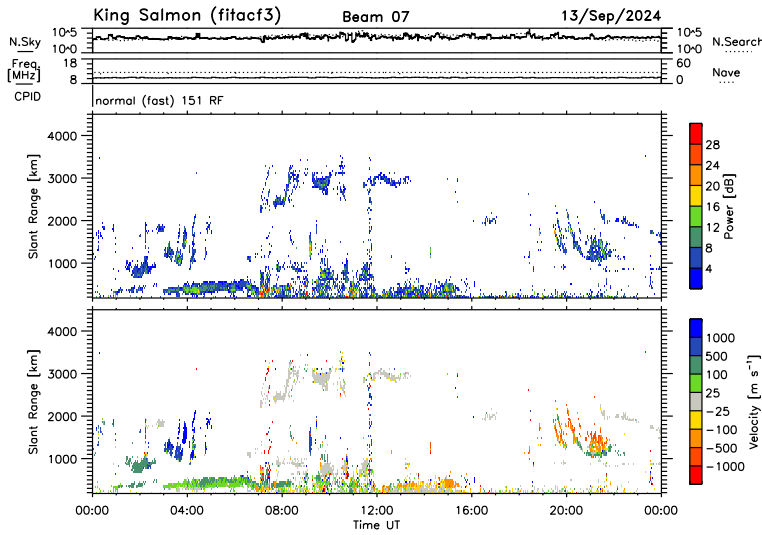 King Salmon (fitacf3) Beam 07 13/Sep/2024
N.Sky 10^5 10^0 10^5 10^0 N.Search
Freq. [MHz] 18 8 60 0 Nave
CPID normal (fast) 151 RF
Slant Range [km] 4000 3000 2000 1000
28 24 20 16 12 8 4 Power [dB]
Slant Range [km] 4000 3000 2000 1000
1000 500 100 25 −25 −100 −500 −1000 Velocity [m s⁻¹]
00:00 04:00 08:00 12:00 16:00 20:00 00:00
Time UT